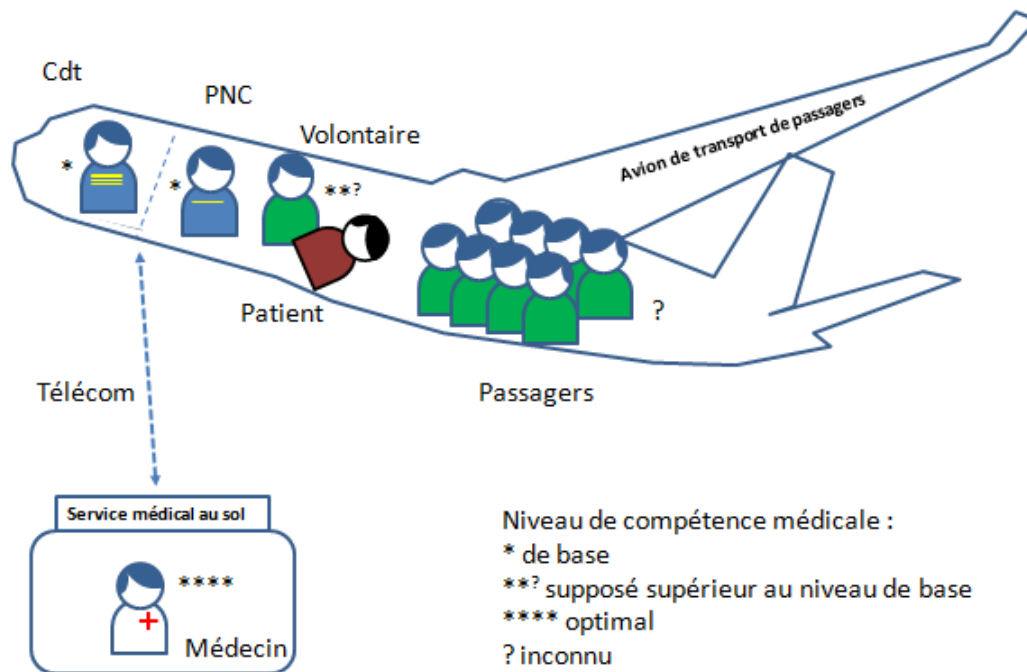 Cdt
PNC
Volontaire
Avion de transport de passagers
*
*
**?
Patient
?
Télécom
Passagers
Service médical au sol
****
Médecin
Niveau de compétence médicale :
* de base
**? supposé supérieur au niveau de base
**** optimal
? inconnu